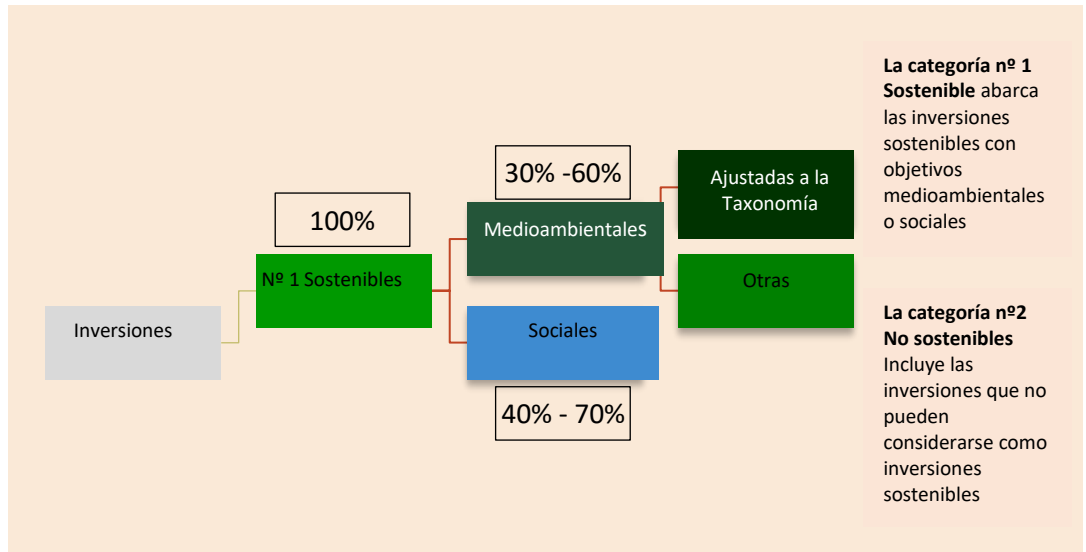 Inversiones
100%
Nº 1 Sostenibles
30% -60%
Medioambientales
Sociales
40% - 70%
Ajustadas a la
Taxonomía
Otras
La categoría nº 1
Sostenible abarca
las inversiones
sostenibles con
objetivos
medioambientales
o sociales
La categoría nº2
No sostenibles
Incluye las
inversiones que no
pueden
considerarse como
inversiones
sostenibles